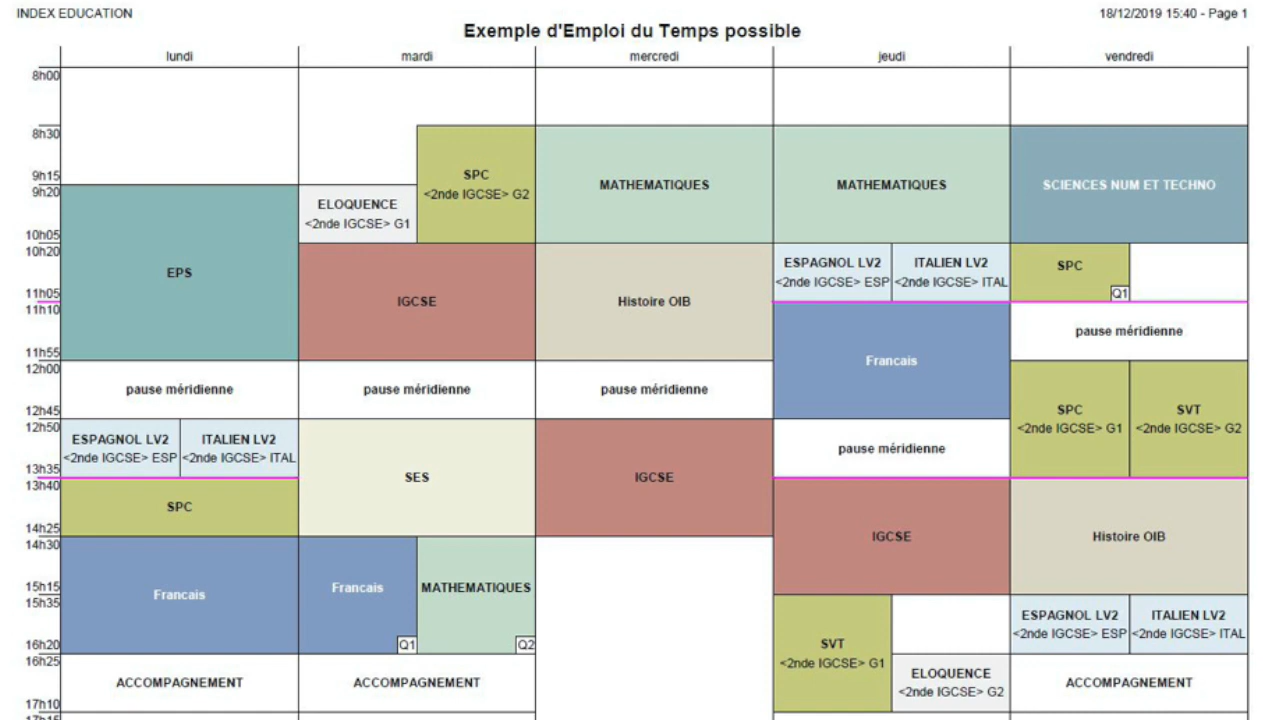 INDEX EDUCATION
18/12/2019 15:40 - Page 1
Exemple d'Emploi du Temps possible
lundi mardi mercredi jeudi vendredi
8h00
8h30
9h15
9h20
10h05
10h20
11h05
11h10
11h55
12h00
12h45
12h50
13h35
13h40
14h25
14h30
15h15
15h35
16h20
16h25
17h10
EPS
pause méridienne
ESPAGNOL LV2
<2nde IGCSE> ESP
ITALIEN LV2
<2nde IGCSE> ITAL
SPC
Francais
ACCOMPAGNEMENT
ELOQUENCE
<2nde IGCSE> G1
SPC
<2nde IGCSE> G2
IGCSE
pause méridienne
SES
Francais
Q1
MATHEMATIQUES
Q2
ACCOMPAGNEMENT
MATHEMATIQUES
Histoire OIB
pause méridienne
IGCSE
MATHEMATIQUES
ESPAGNOL LV2
<2nde IGCSE> ESP
ITALIEN LV2
<2nde IGCSE> ITAL
Francais
pause méridienne
IGCSE
SVT
<2nde IGCSE> G1
ELOQUENCE
<2nde IGCSE> G2
SCIENCES NUM ET TECHNO
SPC
Q1
pause méridienne
SPC
<2nde IGCSE> G1
SVT
<2nde IGCSE> G2
Histoire OIB
ESPAGNOL LV2
<2nde IGCSE> ESP
ITALIEN LV2
<2nde IGCSE> ITAL
ACCOMPAGNEMENT